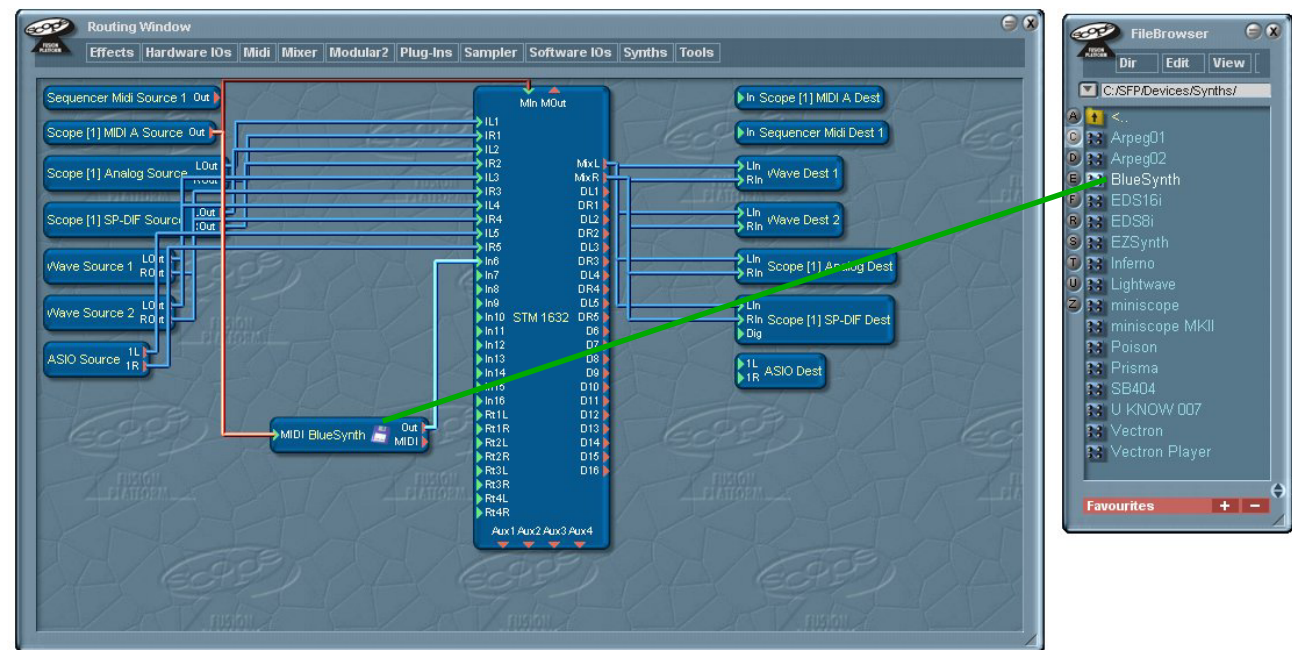 Routing Window
Effects Hardware IOs Midi Mixer Modular2 Plug-Ins Sampler Software IOs Synths Tools
Sequencer Midi Source 1 Out
Scope [1] MIDI A Source Out
Scope [1] Analog Source LOut
ROut
Scope [1] SP-DIF Source
Wave Source 1 LOut
ROut
Wave Source 2 LOut
ROut
ASIO Source 1L
1R
MIDI BlueSynth Out
MIDI
MIn MOut
IL1
IR1
IL2
IR2 MixL
IL3 MixR
IR3 DL1
IL4 DR1
IR4 DL2
IL5 DR2
IR5 DL3
In6 DR3
In7 DL4
In8 DR4
In9 DL5
In10 STM 1632 DR5
In11 D6
In12 D7
In13 D8
In14 D9
In15 D10
In16 D11
Rt1L D12
Rt1R D13
Rt2L D14
Rt2R D15
Rt3L D16
Rt3R
Rt4L
Rt4R
Aux1 Aux2 Aux3 Aux4
In Scope [1] MIDI A Dest
In Sequencer Midi Dest 1
LIn
RIn Wave Dest 1
LIn
RIn Wave Dest 2
LIn
RIn Scope [1] Analog Dest
LIn
RIn Scope [1] SP-DIF Dest
Dig
1L
1R ASIO Dest
FileBrowser
Dir Edit View
C:/SFP/Devices/Synths/
A <..
C Arpeg01
D Arpeg02
E BlueSynth
F EDS16i
R EDS8i
S EZSynth
T Inferno
U Lightwave
Z miniscope
miniscope MKII
Poison
Prisma
SB404
U KNOW 007
Vectron
Vectron Player
Favourites + -